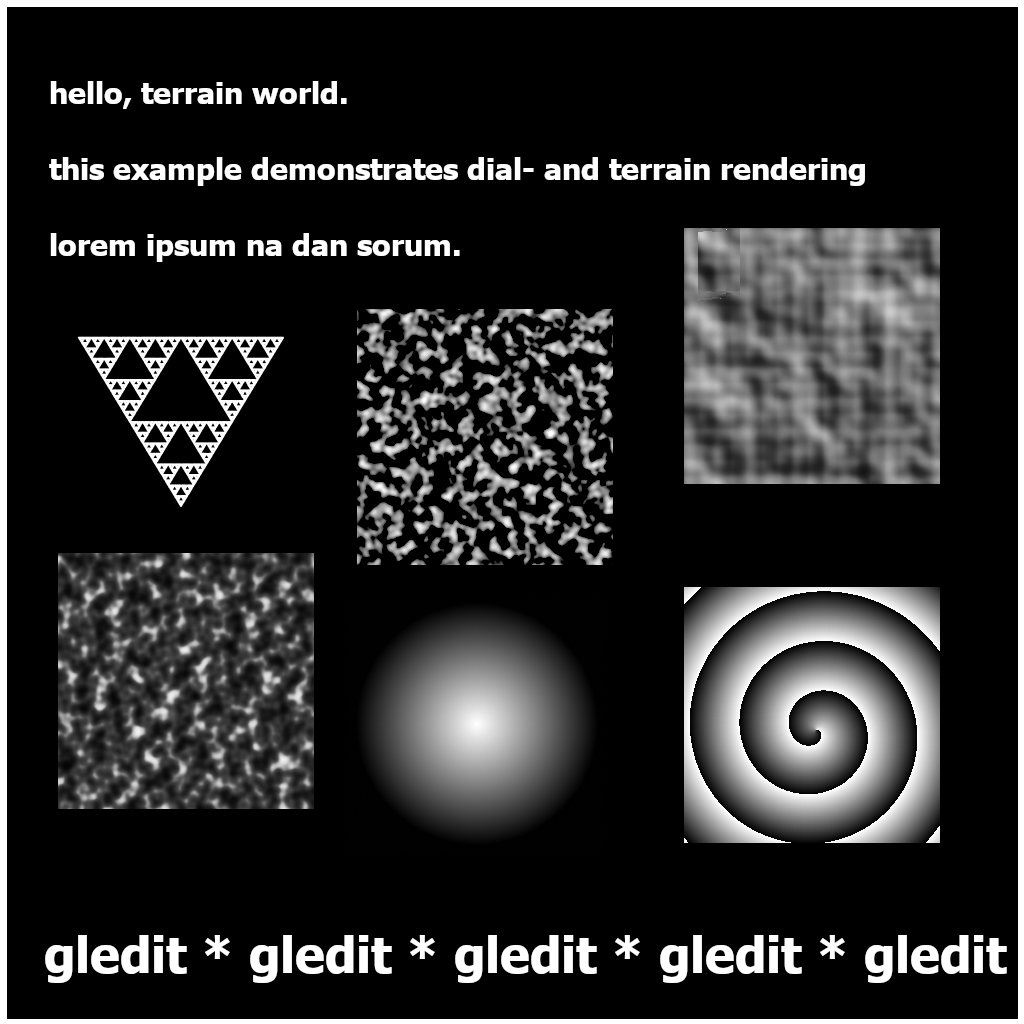 hello, terrain world.
this example demonstrates dial- and terrain rendering
lorem ipsum na dan sorum.
gledit * gledit * gledit * gledit * gledit